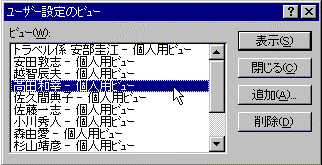 ユーザー設定のビュー
ビュー(W):
トラベル係 安部圭江 - 個人用ビュー
安田敦志 - 個人用ビュー
越智辰夫 - 個人用ビュー
高田和幸 - 個人用ビュー
佐久間典子 - 個人用ビュー
佐藤一志 - 個人用ビュー
小川秀人 - 個人用ビュー
森由愛 - 個人用ビュー
杉山靖彦 - 個人用ビュー
表示(S)
閉じる(C)
追加(A)...
削除(D)